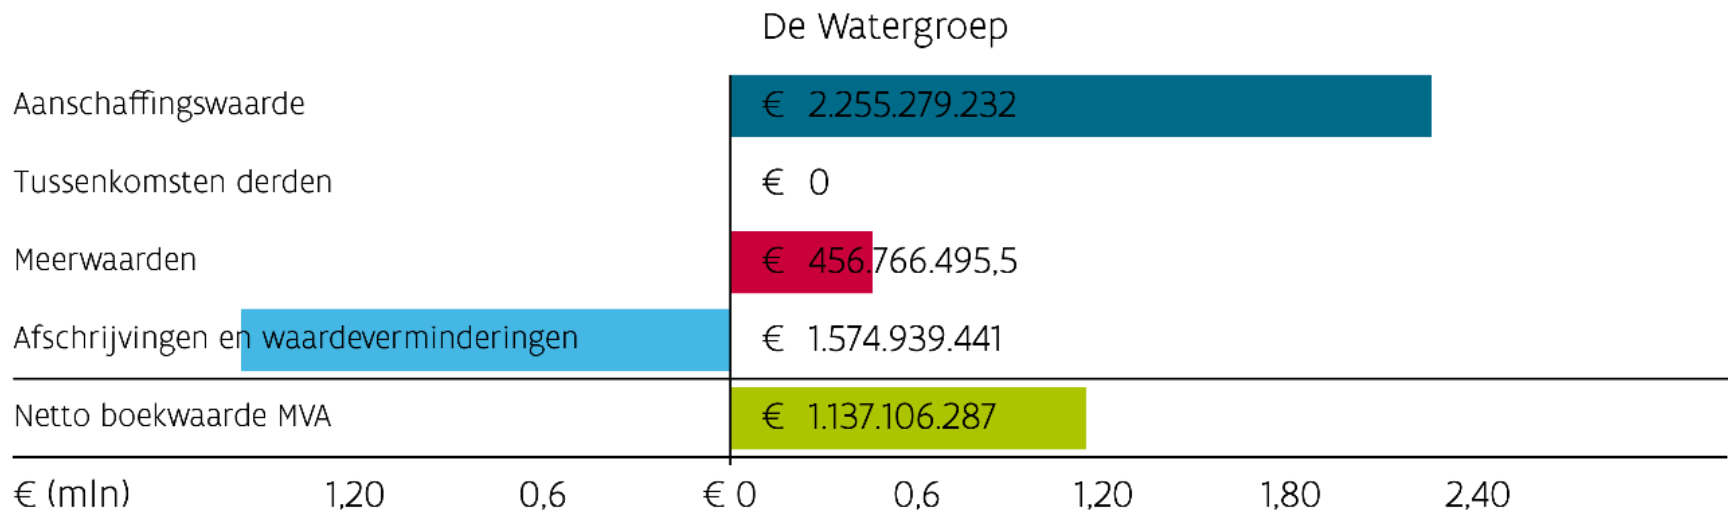 De Watergroep
Aanschaffingswaarde € 2.255.279.232
Tussenkomsten derden € 0
Meerwaarden € 456.766.495,5
Afschrijvingen en waardeverminderingen € 1.574.939.441
Netto boekwaarde MVA € 1.137.106.287
€ (mln) 1,20 0,6 € 0 0,6 1,20 1,80 2,40